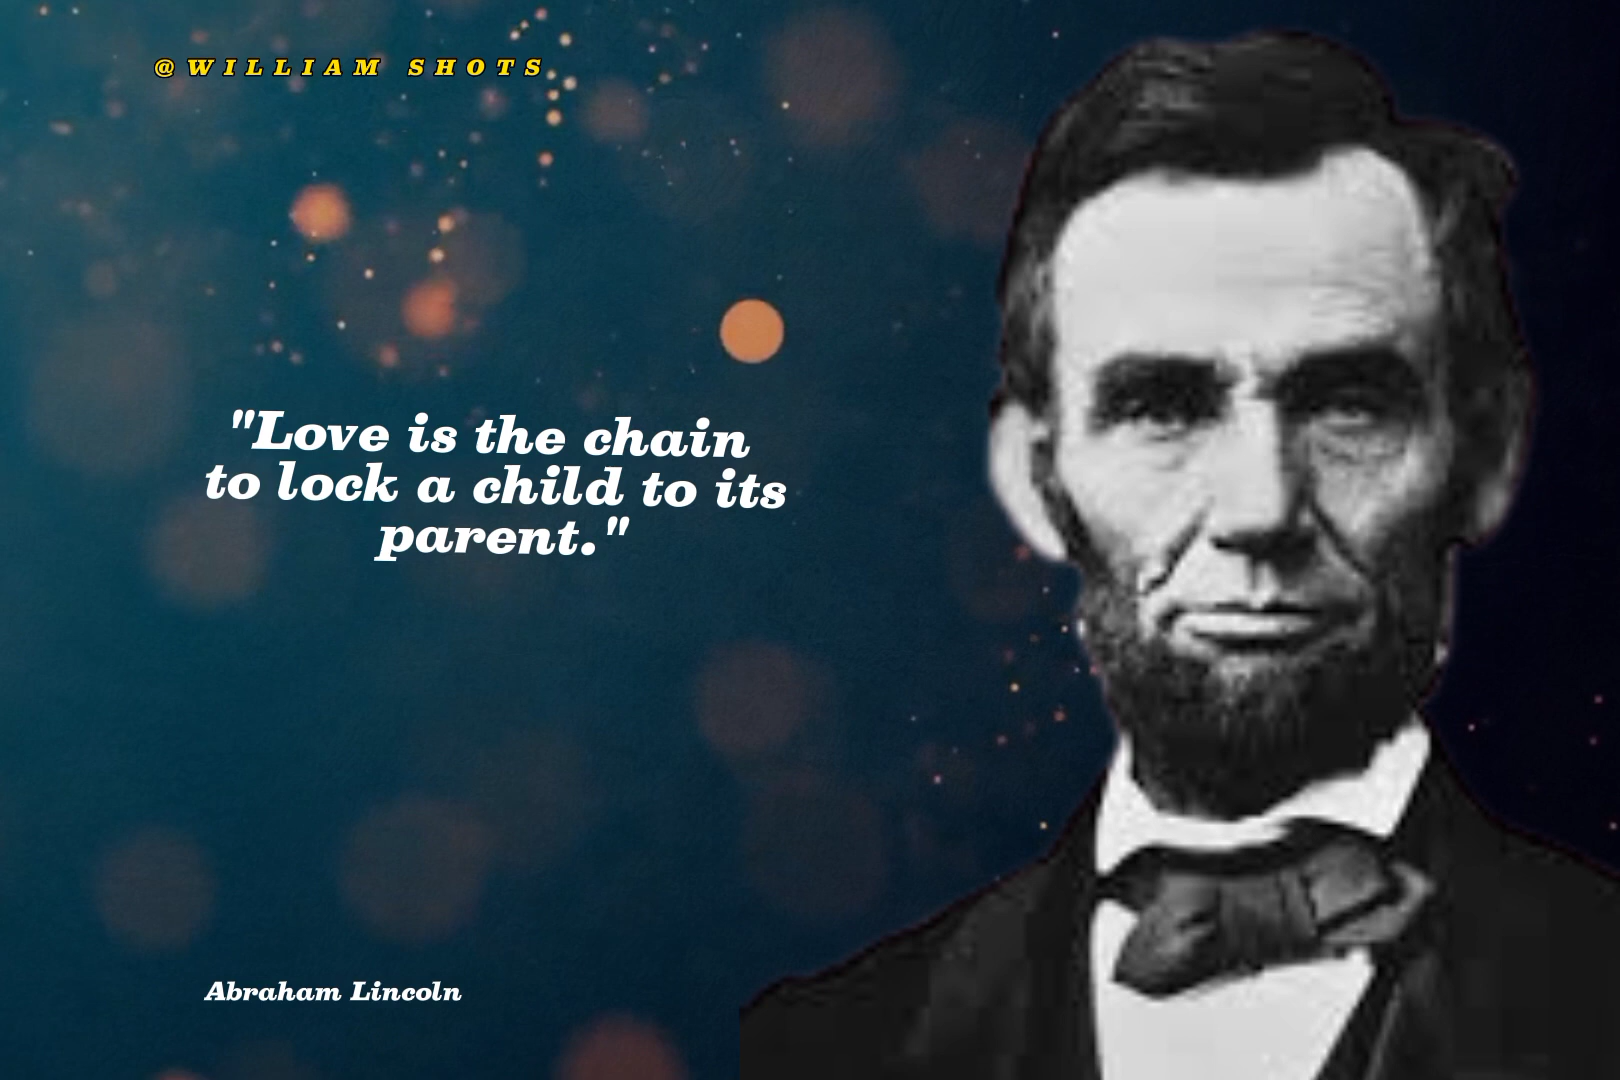 @WILLIAM SHOTS
"Love is the chain
to lock a child to its
parent."
Abraham Lincoln